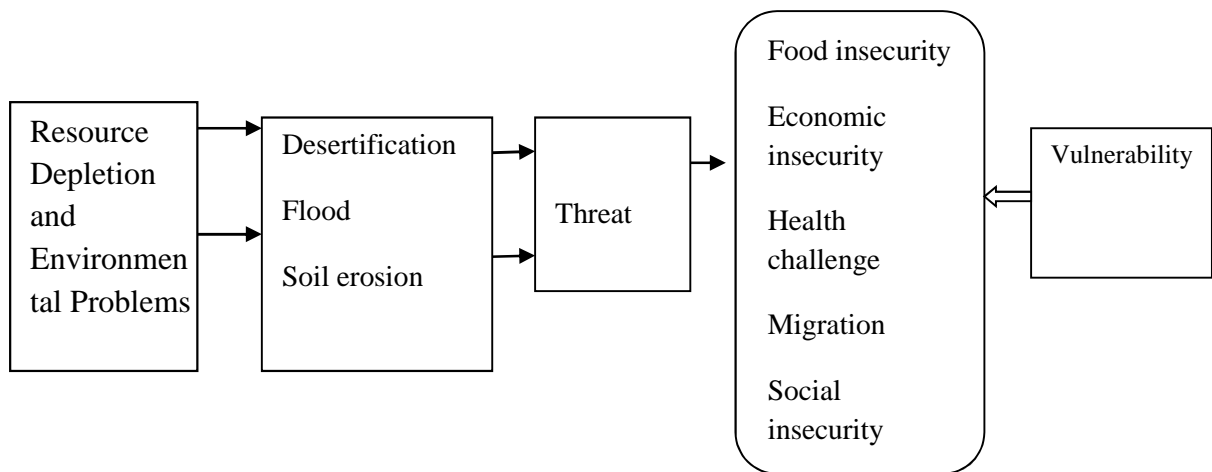 Resource
Depletion
and
Environmen
tal Problems
Desertification
Flood
Soil erosion
Threat
Food insecurity
Economic
insecurity
Health
challenge
Migration
Social
insecurity
Vulnerability